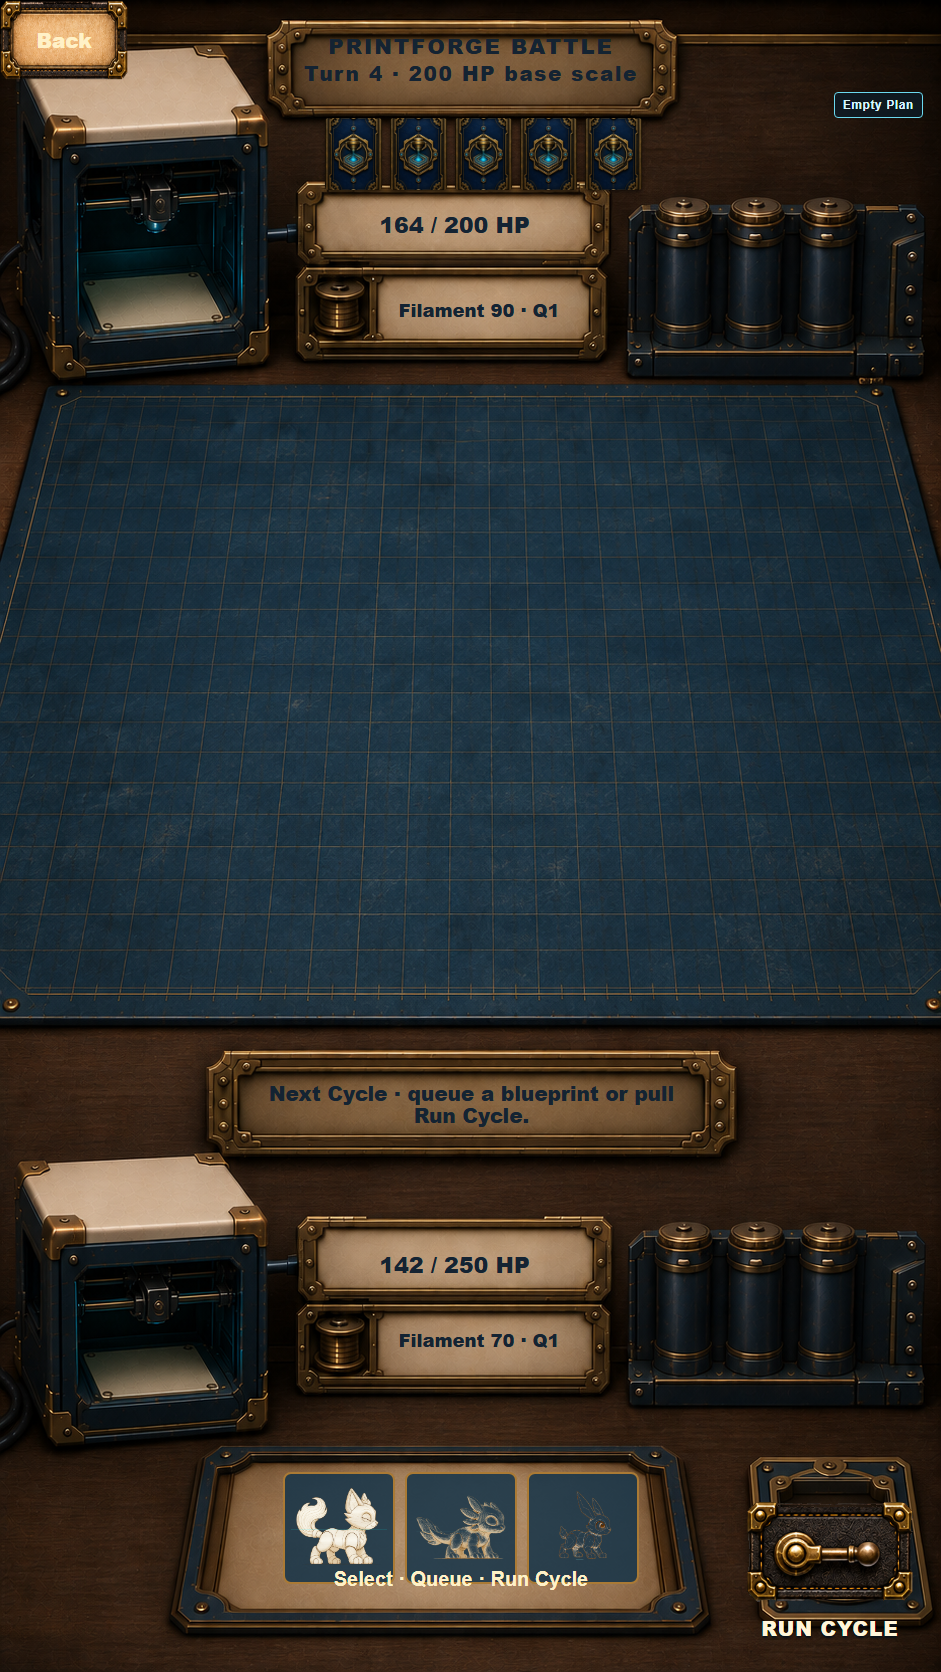 Back
PRINTFORGE BATTLE
Turn 4 · 200 HP base scale
Empty Plan
164 / 200 HP
Filament 90 · Q1
Next Cycle · queue a blueprint or pull
Run Cycle.
142 / 250 HP
Filament 70 · Q1
Select · Queue · Run Cycle
RUN CYCLE